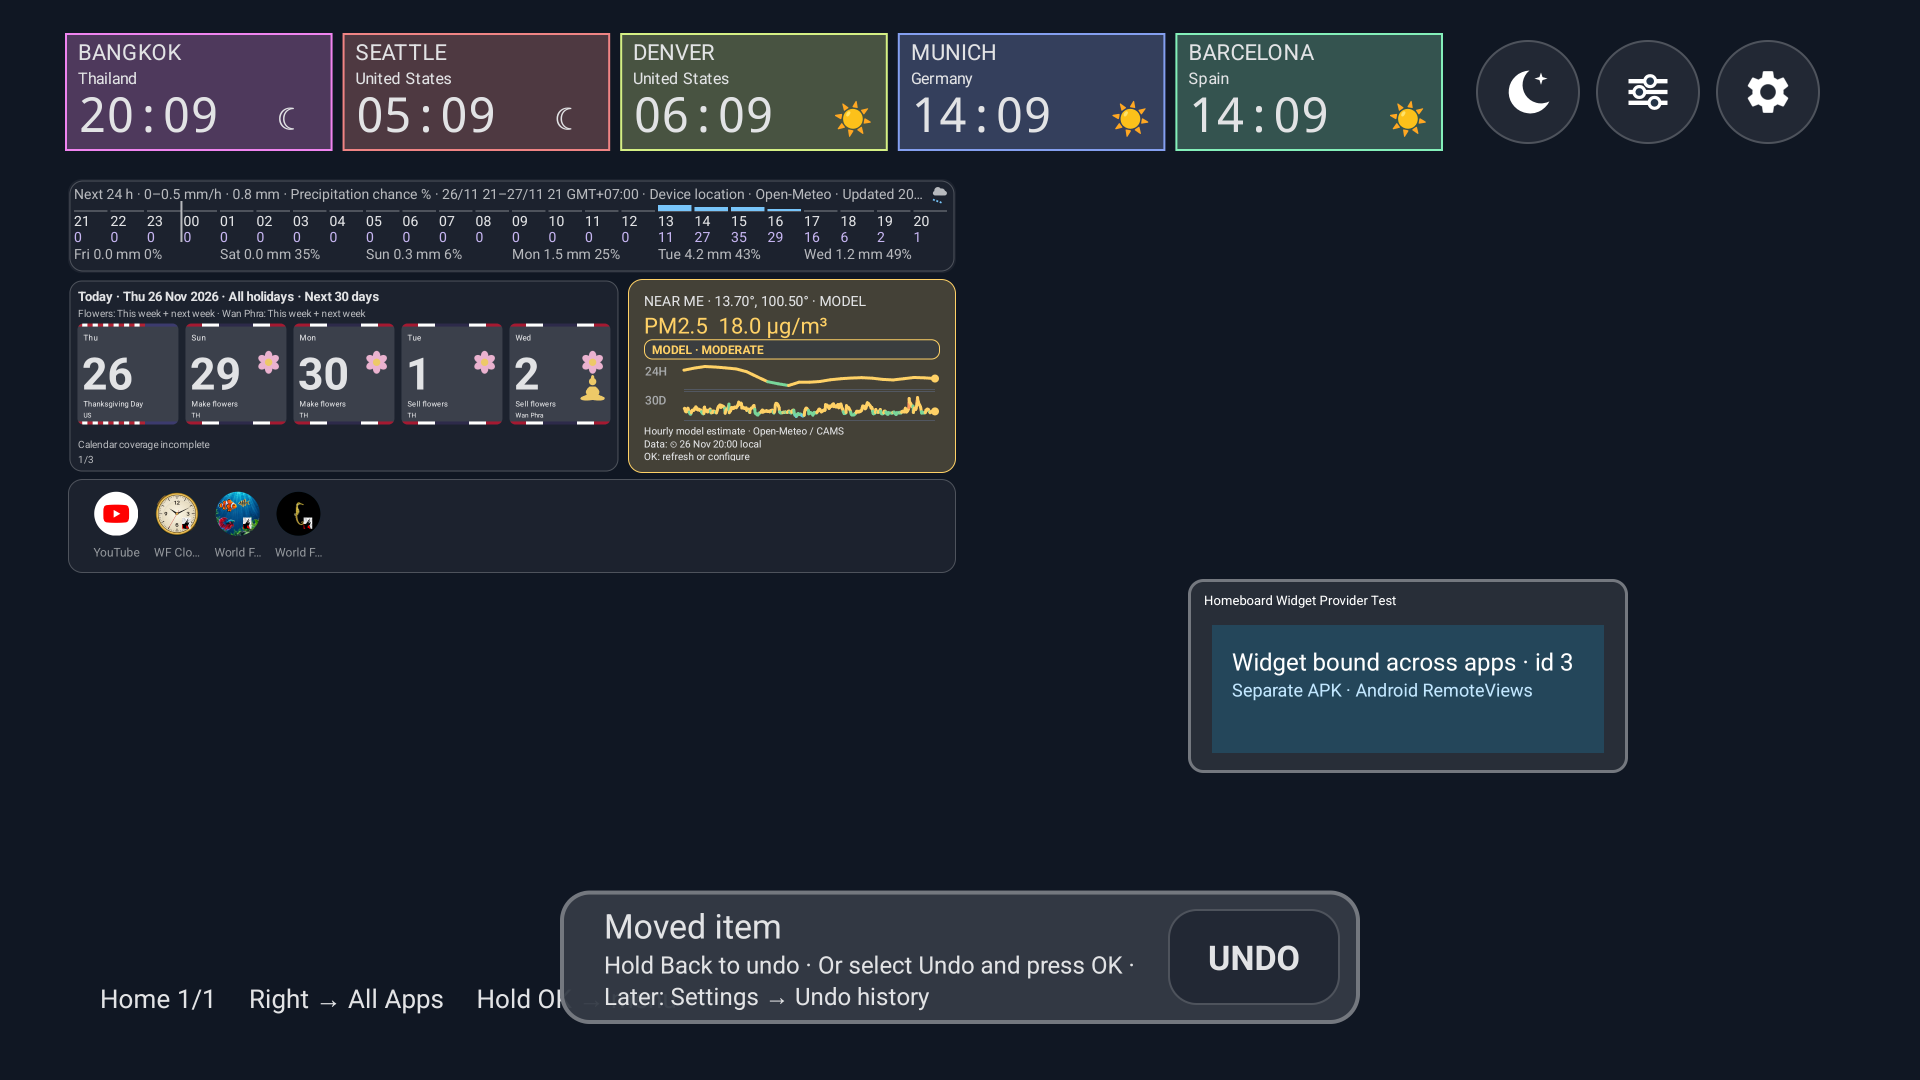 BANGKOK
Thailand
20:09
SEATTLE
United States
05:09
DENVER
United States
06:09
MUNICH
Germany
14:09
BARCELONA
Spain
14:09
Next 24 h · 0–0.5 mm/h · 0.8 mm · Precipitation chance % · 26/11 21–27/11 21 GMT+07:00 · Device location · Open-Meteo · Updated 20...
21 22 23 00 01 02 03 04 05 06 07 08 09 10 11 12 13 14 15 16 17 18 19 20
0 0 0 0 0 0 0 0 0 0 0 0 0 0 0 0 11 27 35 29 16 6 2 1
Fri 0.0 mm 0% Sat 0.0 mm 35% Sun 0.3 mm 6% Mon 1.5 mm 25% Tue 4.2 mm 43% Wed 1.2 mm 49%
Today · Thu 26 Nov 2026 · All holidays · Next 30 days
Flowers: This week + next week · Wan Phra: This week + next week
Thu
26
Thanksgiving Day
US
Sun
29
Make flowers
TH
Mon
30
Make flowers
TH
Tue
1
Sell flowers
TH
Wed
2
Sell flowers
Wan Phra
Calendar coverage incomplete
1/3
NEAR ME · 13.70°, 100.50° · MODEL
PM2.5 18.0 µg/m³
MODEL · MODERATE
24H
30D
Hourly model estimate · Open-Meteo / CAMS
Data: ⏲ 26 Nov 20:00 local
OK: refresh or configure
YouTube
WF Clo...
World F...
World F...
Homeboard Widget Provider Test
Widget bound across apps · id 3
Separate APK · Android RemoteViews
Moved item
Hold Back to undo · Or select Undo and press OK ·
Later: Settings → Undo history
UNDO
Home 1/1 Right → All Apps Hold OK →